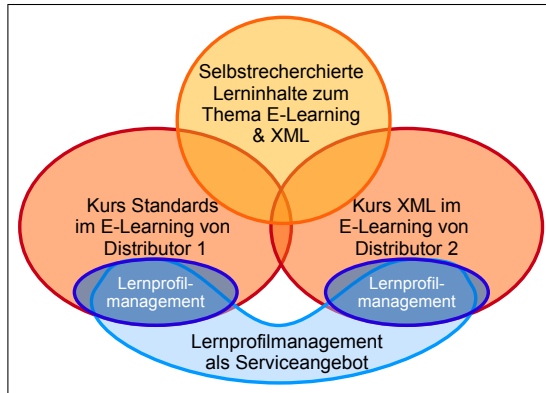 Selbstrecherchierte
Lerninhalte zum
Thema E-Learning
& XML
Kurs Standards
im E-Learning von
Distributor 1
Kurs XML im
E-Learning von
Distributor 2
Lernprofil-
management
Lernprofil-
management
Lernprofilmanagement
als Serviceangebot